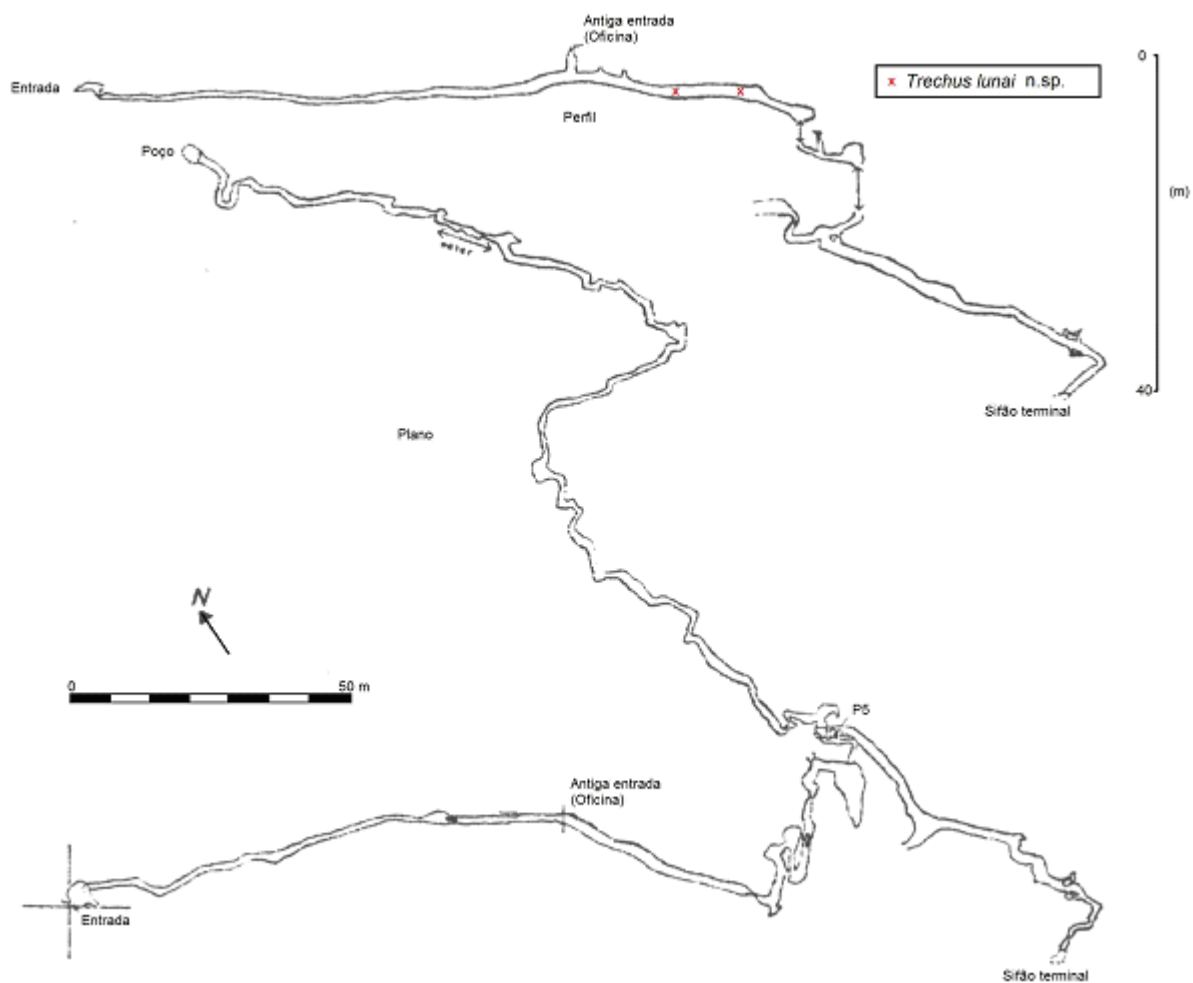 Antiga entrada
(Oficina)
0
Entrada
x Trechus lunai n.sp.
Perfil
Poço
(m)
water
40
Sifão terminal
Plano
N
0 50 m
P5
Antiga entrada
(Oficina)
Entrada
Sifão terminal